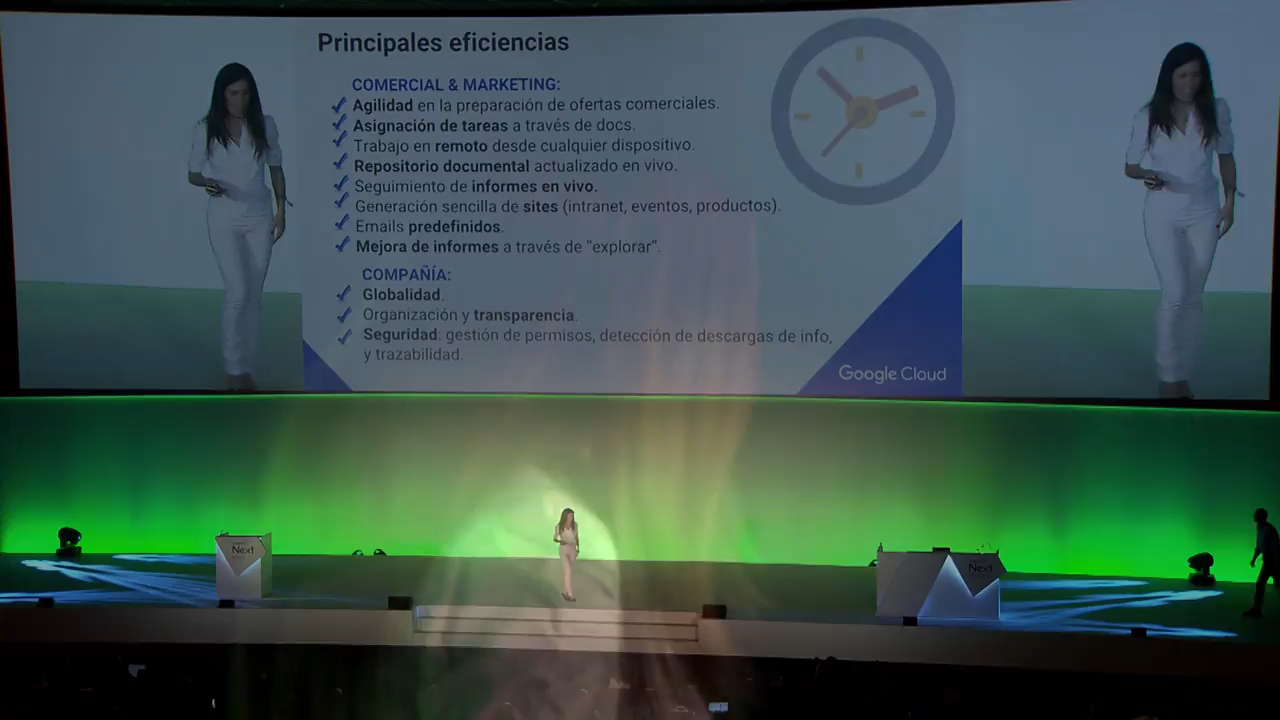 Principales eficiencias
COMERCIAL & MARKETING:
Agilidad en la preparación de ofertas comerciales.
Asignación de tareas a través de docs.
Trabajo en remoto desde cualquier dispositivo.
Repositorio documental actualizado en vivo.
Seguimiento de informes en vivo.
Generación sencilla de sites (intranet, eventos, productos).
Emails predefinidos.
Mejora de informes a través de “explorar”.
COMPAÑÍA:
Globalidad.
Organización y transparencia.
Seguridad: gestión de permisos, detección de descargas de info,
y trazabilidad.
Google Cloud
Next
Next